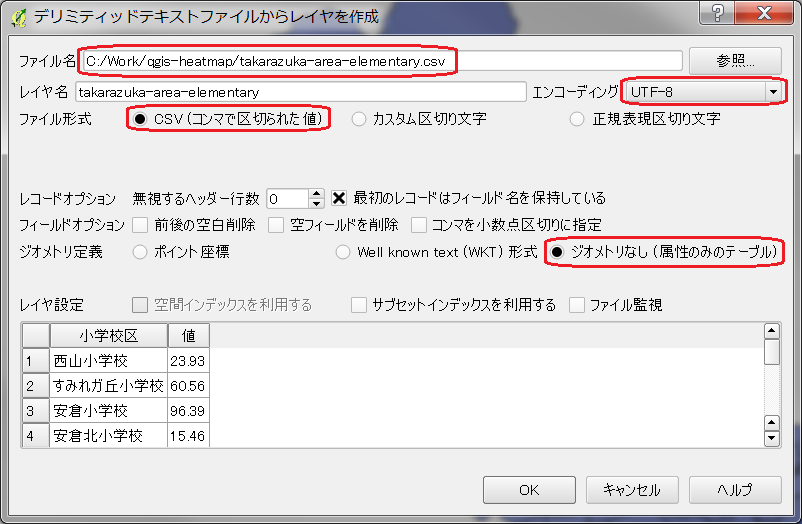 デリミティッドテキストファイルからレイヤを作成
ファイル名 C:/Work/qgis-heatmap/takarazuka-area-elementary.csv 参照...
レイヤ名 takarazuka-area-elementary エンコーディング UTF-8
ファイル形式 CSV (コンマで区切られた値) カスタム区切り文字 正規表現区切り文字
レコードオプション 無視するヘッダー行数 0 最初のレコードはフィールド名を保持している
フィールドオプション 前後の空白削除 空フィールドを削除 コンマを小数点区切りに指定
ジオメトリ定義 ポイント座標 Well known text (WKT) 形式 ジオメトリなし (属性のみのテーブル)
レイヤ設定 空間インデックスを利用する サブセットインデックスを利用する ファイル監視
小学校区 値
1 西山小学校 23.93
2 すみれガ丘小学校 60.56
3 安倉小学校 96.39
4 安倉北小学校 15.46
OK キャンセル ヘルプ